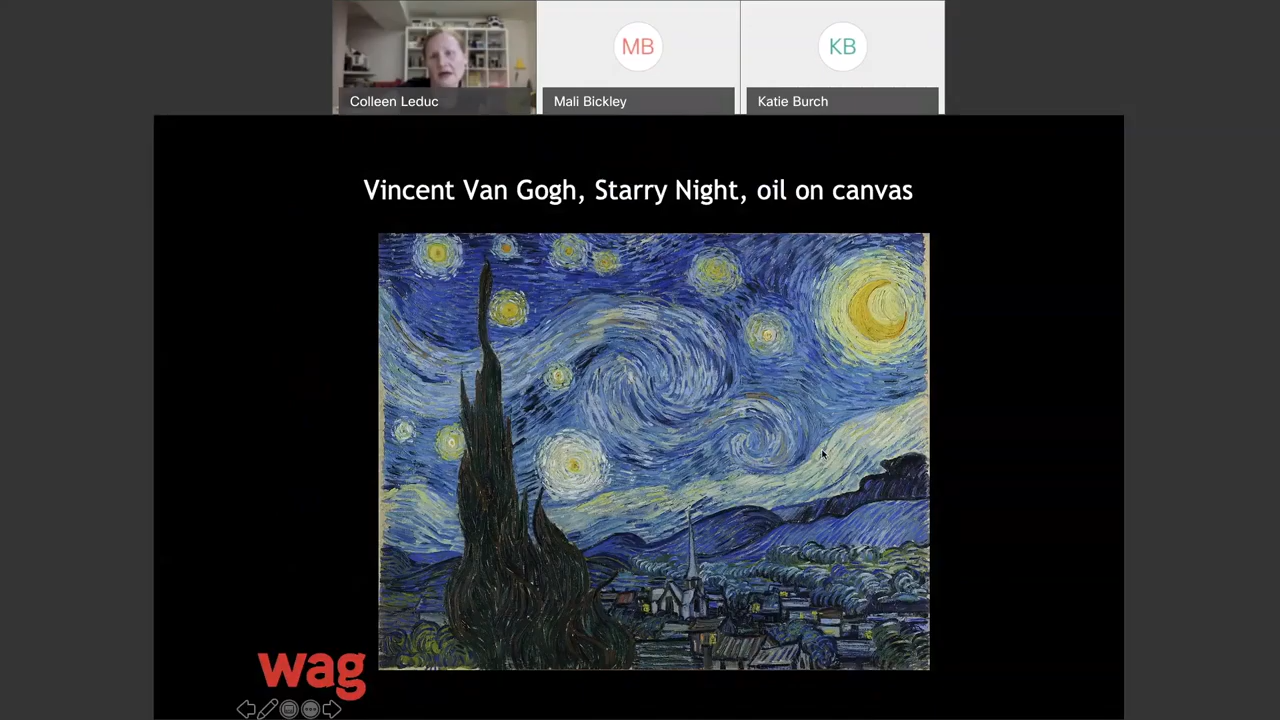 MB
KB
Colleen Leduc
Mali Bickley
Katie Burch
Vincent Van Gogh, Starry Night, oil on canvas
wag